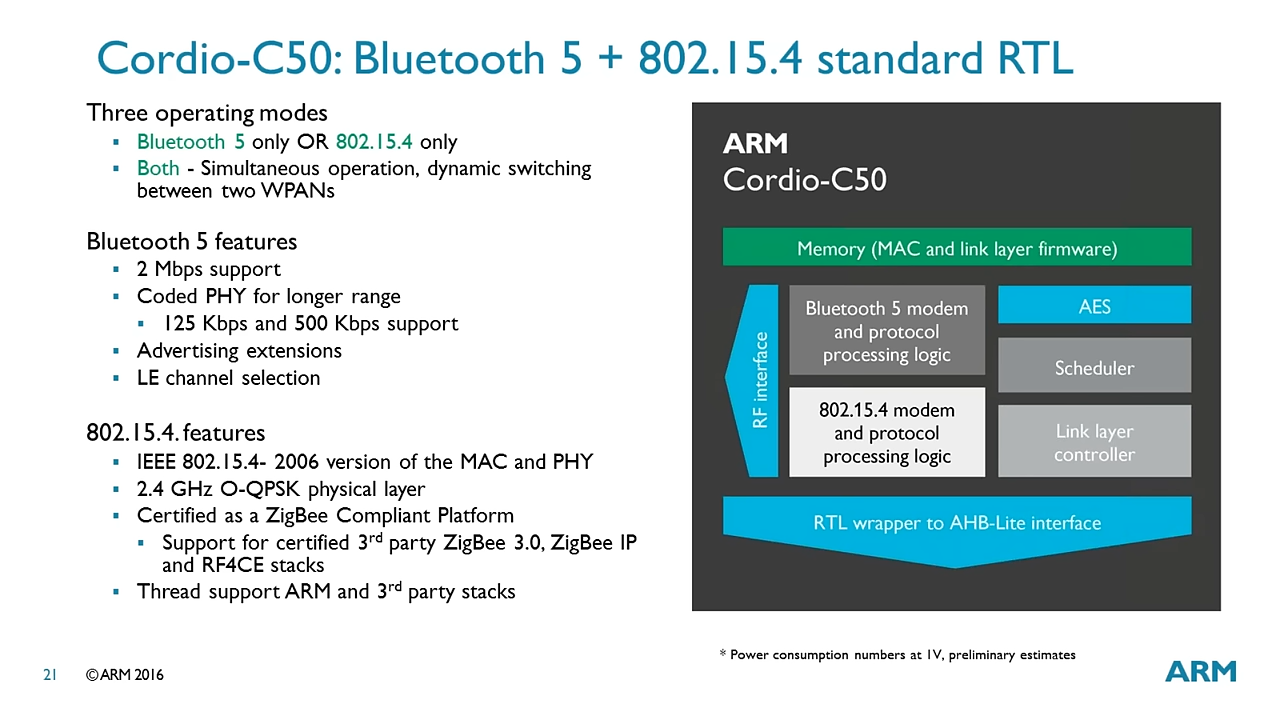 Cordio-C50: Bluetooth 5 + 802.15.4 standard RTL
Three operating modes
▪ Bluetooth 5 only OR 802.15.4 only
▪ Both - Simultaneous operation, dynamic switching
between two WPANs
Bluetooth 5 features
▪ 2 Mbps support
▪ Coded PHY for longer range
▪ 125 Kbps and 500 Kbps support
▪ Advertising extensions
▪ LE channel selection
802.15.4. features
▪ IEEE 802.15.4- 2006 version of the MAC and PHY
▪ 2.4 GHz O-QPSK physical layer
▪ Certified as a ZigBee Compliant Platform
▪ Support for certified 3rd party ZigBee 3.0, ZigBee IP
and RF4CE stacks
▪ Thread support ARM and 3rd party stacks
ARM
Cordio-C50
Memory (MAC and link layer firmware)
RF interface
Bluetooth 5 modem
and protocol
processing logic
802.15.4 modem
and protocol
processing logic
AES
Scheduler
Link layer
controller
RTL wrapper to AHB-Lite interface
* Power consumption numbers at 1V, preliminary estimates
21
© ARM 2016
ARM